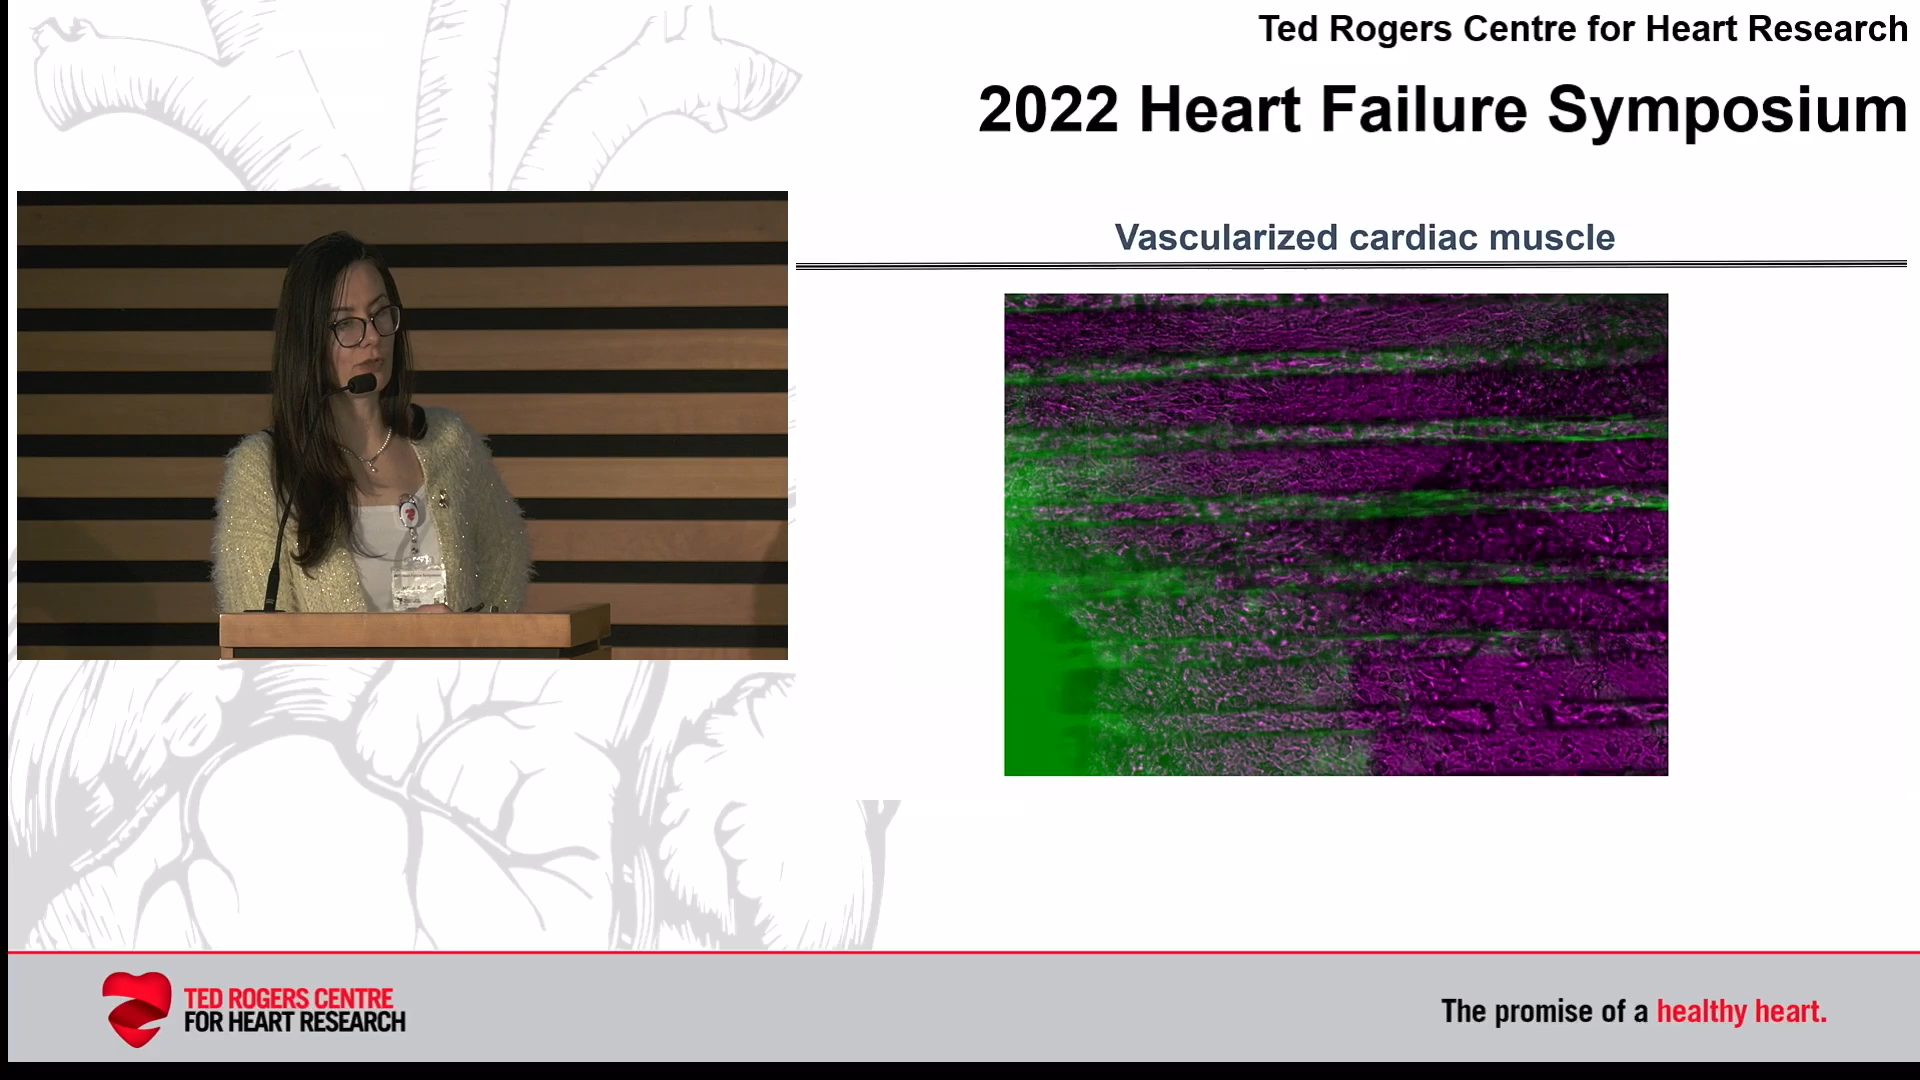 Ted Rogers Centre for Heart Research
2022 Heart Failure Symposium
Vascularized cardiac muscle
TED ROGERS CENTRE
FOR HEART RESEARCH
The promise of a healthy heart.